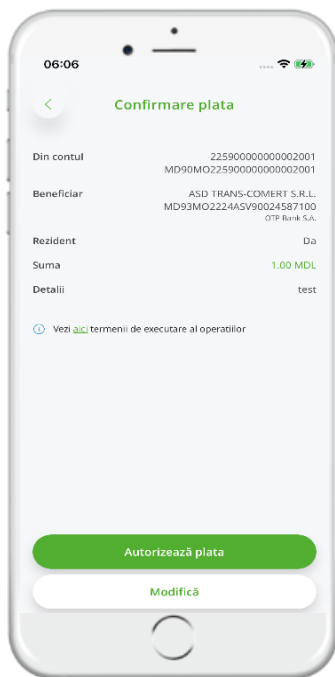 06:06
Confirmare plata
Din contul
225900000000002001
MD90MO225900000000002001
Beneficiar
ASD TRANS-COMERT S.R.L.
MD93MO2224ASV90024587100
OTP Bank S.A.
Rezident
Da
Suma
1.00 MDL
Detalii
test
Vezi aici termenii de executare al operatiilor
Autorizează plata
Modifică